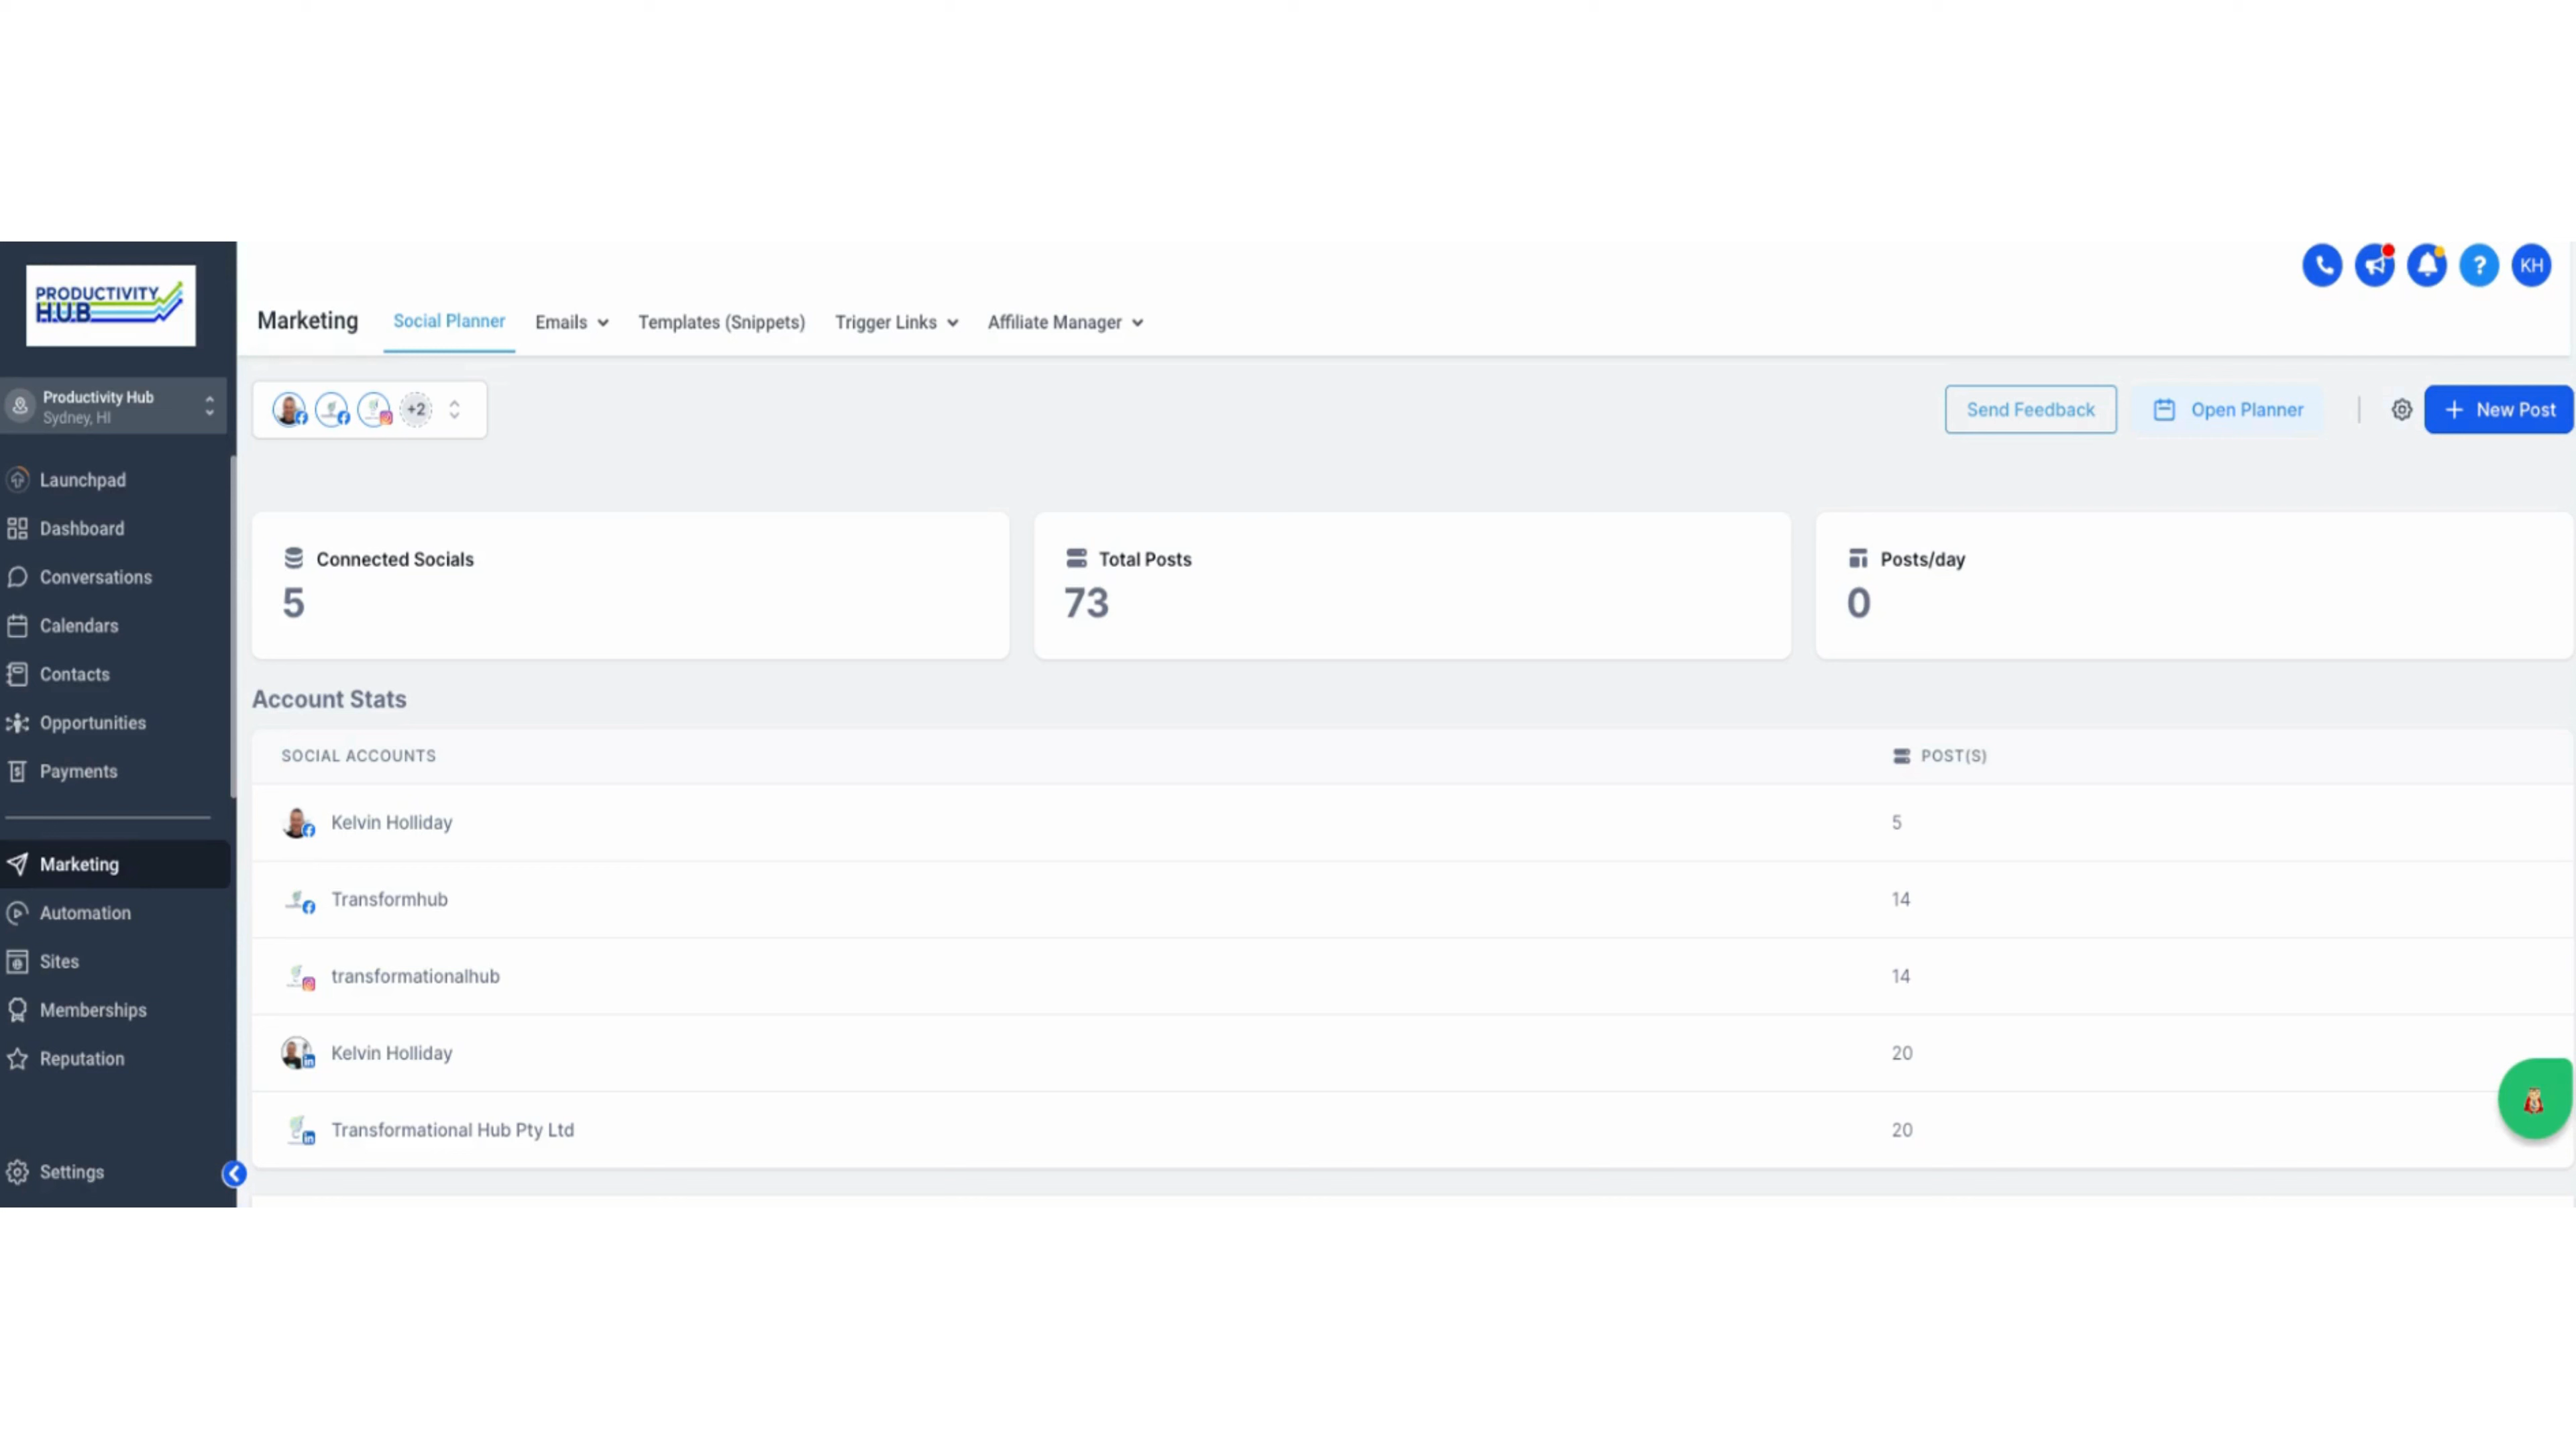 PRODUCTIVITY
H.U.B
KH
Marketing
Social Planner
Emails
Templates (Snippets)
Trigger Links
Affiliate Manager
Productivity Hub
Sydney, HI
+2
Send Feedback
Open Planner
+ New Post
Launchpad
Dashboard
Conversations
Calendars
Contacts
Opportunities
Payments
Marketing
Automation
Sites
Memberships
Reputation
Settings
Connected Socials
5
Total Posts
73
Posts/day
0
Account Stats
SOCIAL ACCOUNTS
POST(S)
Kelvin Holliday
5
Transformhub
14
transformationalhub
14
Kelvin Holliday
20
Transformational Hub Pty Ltd
20